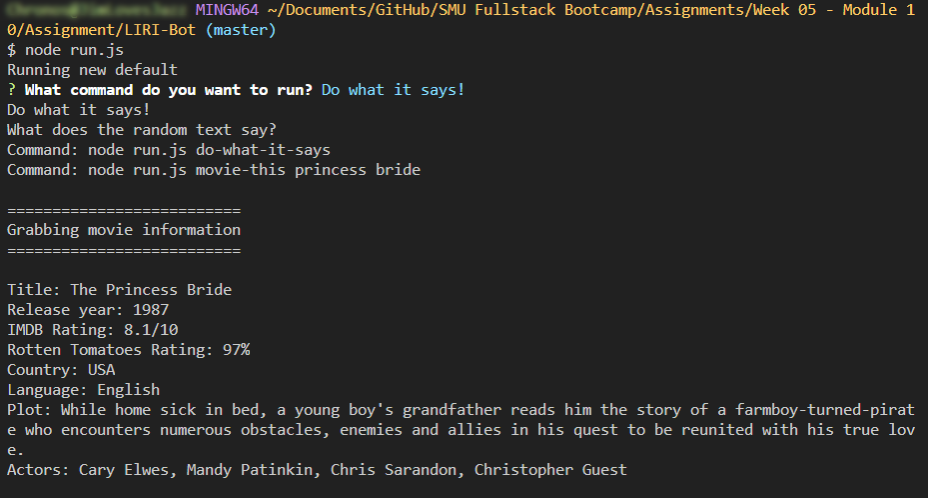 MINGW64 ~/Documents/GitHub/SMU Fullstack Bootcamp/Assignments/Week 05 - Module 1
0/Assignment/LIRI-Bot (master)
$ node run.js
Running new default
? What command do you want to run? Do what it says!
Do what it says!
What does the random text say?
Command: node run.js do-what-it-says
Command: node run.js movie-this princess bride
==========================
Grabbing movie information
==========================
Title: The Princess Bride
Release year: 1987
IMDB Rating: 8.1/10
Rotten Tomatoes Rating: 97%
Country: USA
Language: English
Plot: While home sick in bed, a young boy's grandfather reads him the story of a farmboy-turned-pirat
e who encounters numerous obstacles, enemies and allies in his quest to be reunited with his true lov
e.
Actors: Cary Elwes, Mandy Patinkin, Chris Sarandon, Christopher Guest